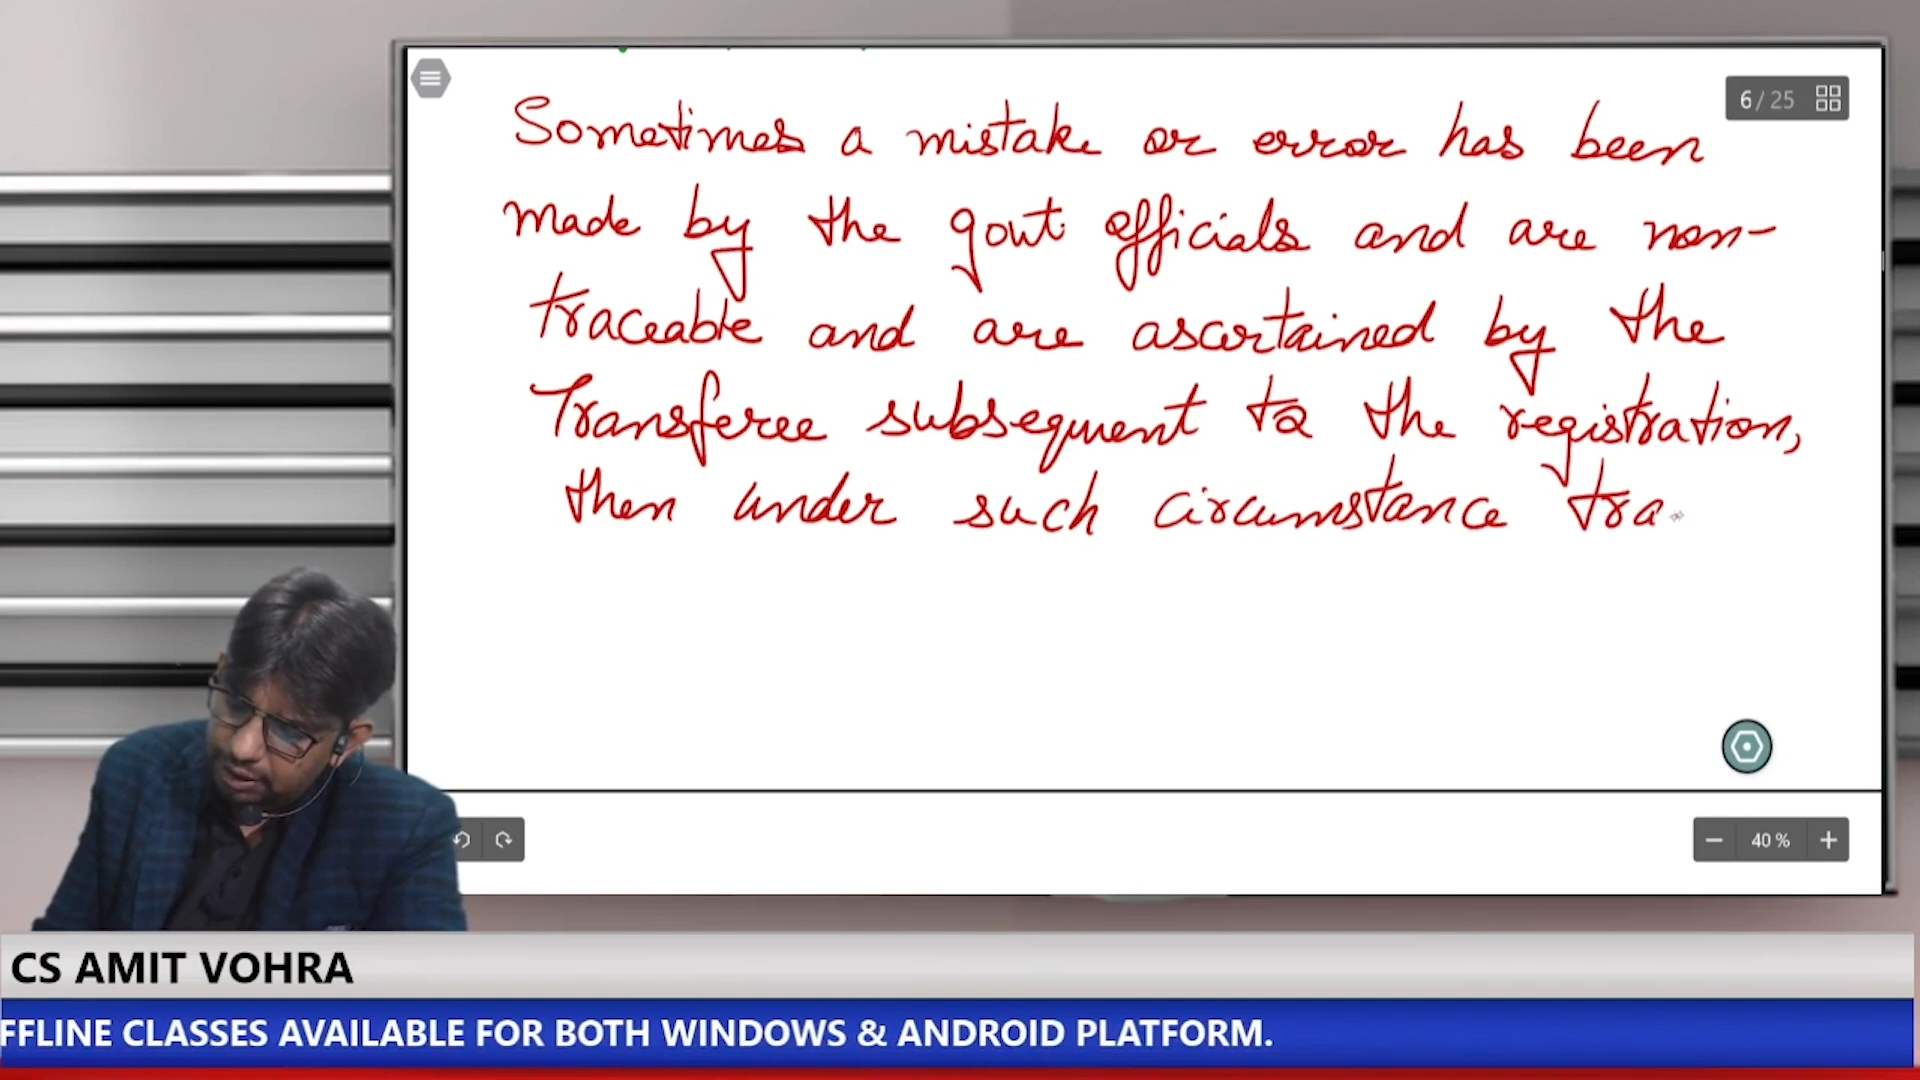 6/25
Sometimes a mistake or error has been
made by the govt officials and are non-
traceable and are ascertained by the
Transferee subsequent to the registration,
then under such circumstance tra
40 %
CS AMIT VOHRA
FFLINE CLASSES AVAILABLE FOR BOTH WINDOWS & ANDROID PLATFORM.